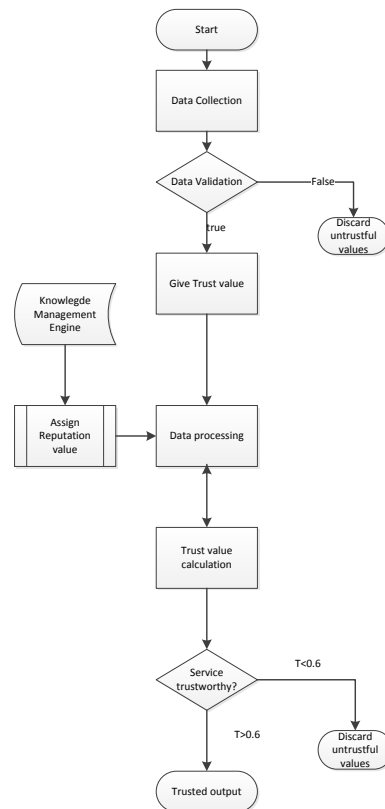 Start
Data Collection
Data Validation
False
true
Discard
untrustful
values
Give Trust value
Knowlegde
Management
Engine
Assign
Reputation
value
Data processing
Trust value
calculation
Service
trustworthy?
T<0.6
T>0.6
Discard
untrustful
values
Trusted output